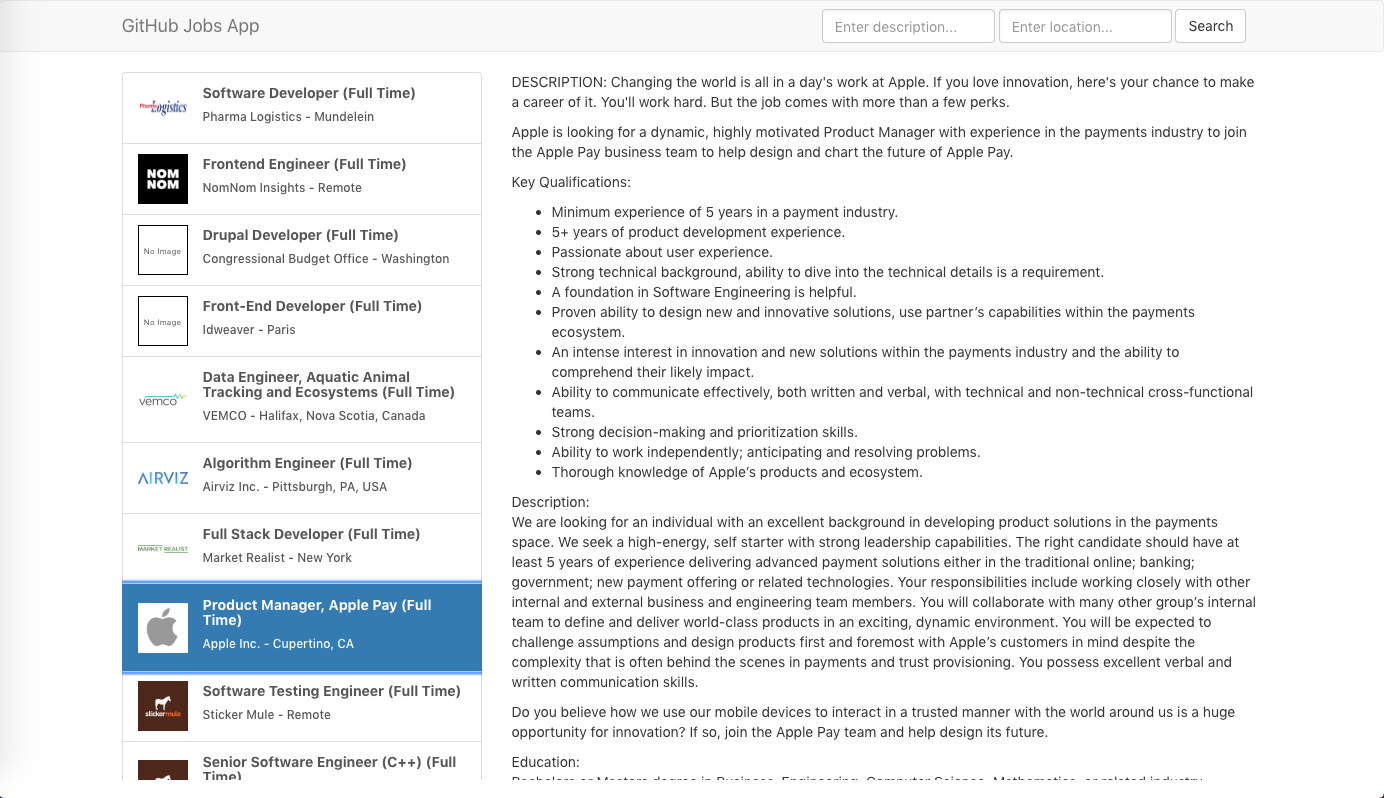 GitHub Jobs App
Enter description...
Enter location...
Search
Pharma Logistics
Software Developer (Full Time)
Pharma Logistics - Mundelein
NOM
NOM
Frontend Engineer (Full Time)
NomNom Insights - Remote
No Image
Drupal Developer (Full Time)
Congressional Budget Office - Washington
No Image
Front-End Developer (Full Time)
Idweaver - Paris
vemco
Data Engineer, Aquatic Animal
Tracking and Ecosystems (Full Time)
VEMCO - Halifax, Nova Scotia, Canada
AIRVIZ
Algorithm Engineer (Full Time)
Airviz Inc. - Pittsburgh, PA, USA
MARKET REALIST
Full Stack Developer (Full Time)
Market Realist - New York
Product Manager, Apple Pay (Full
Time)
Apple Inc. - Cupertino, CA
stickermule
Software Testing Engineer (Full Time)
Sticker Mule - Remote
Senior Software Engineer (C++) (Full
Time)
DESCRIPTION: Changing the world is all in a day's work at Apple. If you love innovation, here's your chance to make
a career of it. You'll work hard. But the job comes with more than a few perks.
Apple is looking for a dynamic, highly motivated Product Manager with experience in the payments industry to join
the Apple Pay business team to help design and chart the future of Apple Pay.
Key Qualifications:
• Minimum experience of 5 years in a payment industry.
• 5+ years of product development experience.
• Passionate about user experience.
• Strong technical background, ability to dive into the technical details is a requirement.
• A foundation in Software Engineering is helpful.
• Proven ability to design new and innovative solutions, use partner’s capabilities within the payments
ecosystem.
• An intense interest in innovation and new solutions within the payments industry and the ability to
comprehend their likely impact.
• Ability to communicate effectively, both written and verbal, with technical and non-technical cross-functional
teams.
• Strong decision-making and prioritization skills.
• Ability to work independently; anticipating and resolving problems.
• Thorough knowledge of Apple’s products and ecosystem.
Description:
We are looking for an individual with an excellent background in developing product solutions in the payments
space. We seek a high-energy, self starter with strong leadership capabilities. The right candidate should have at
least 5 years of experience delivering advanced payment solutions either in the traditional online; banking;
government; new payment offering or related technologies. Your responsibilities include working closely with other
internal and external business and engineering team members. You will collaborate with many other group’s internal
team to define and deliver world-class products in an exciting, dynamic environment. You will be expected to
challenge assumptions and design products first and foremost with Apple’s customers in mind despite the
complexity that is often behind the scenes in payments and trust provisioning. You possess excellent verbal and
written communication skills.
Do you believe how we use our mobile devices to interact in a trusted manner with the world around us is a huge
opportunity for innovation? If so, join the Apple Pay team and help design its future.
Education:
Bachelors or Masters degree in Business, Engineering, Computer Science, Mathematics, or related industry